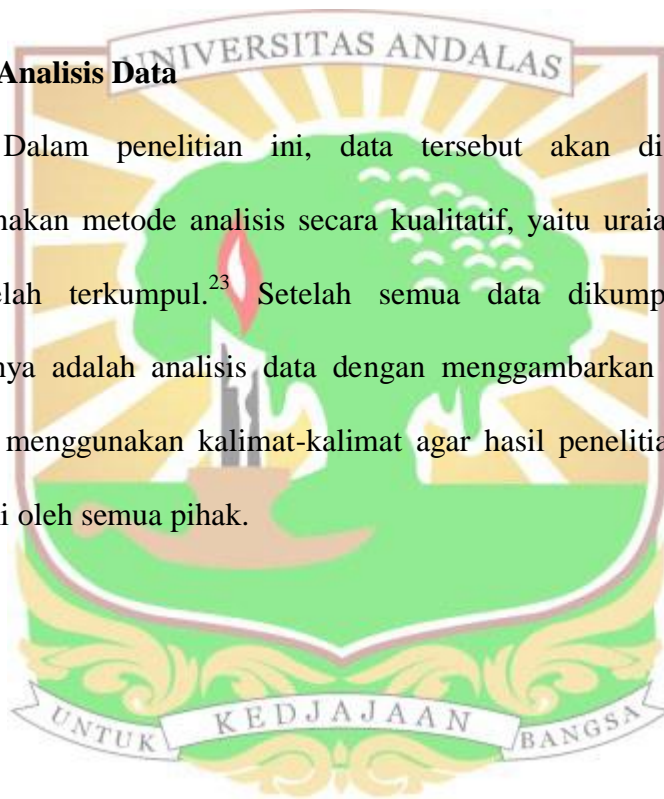 UNIVERSITAS ANDALAS
Analisis Data
Dalam penelitian ini, data tersebut akan di
nakan metode analisis secara kualitatif, yaitu uraia
elah terkumpul.23 Setelah semua data dikump
nya adalah analisis data dengan menggambarkan
menggunakan kalimat-kalimat agar hasil penelitia
i oleh semua pihak.
UNTUK KEDJAJAAN BANGSA